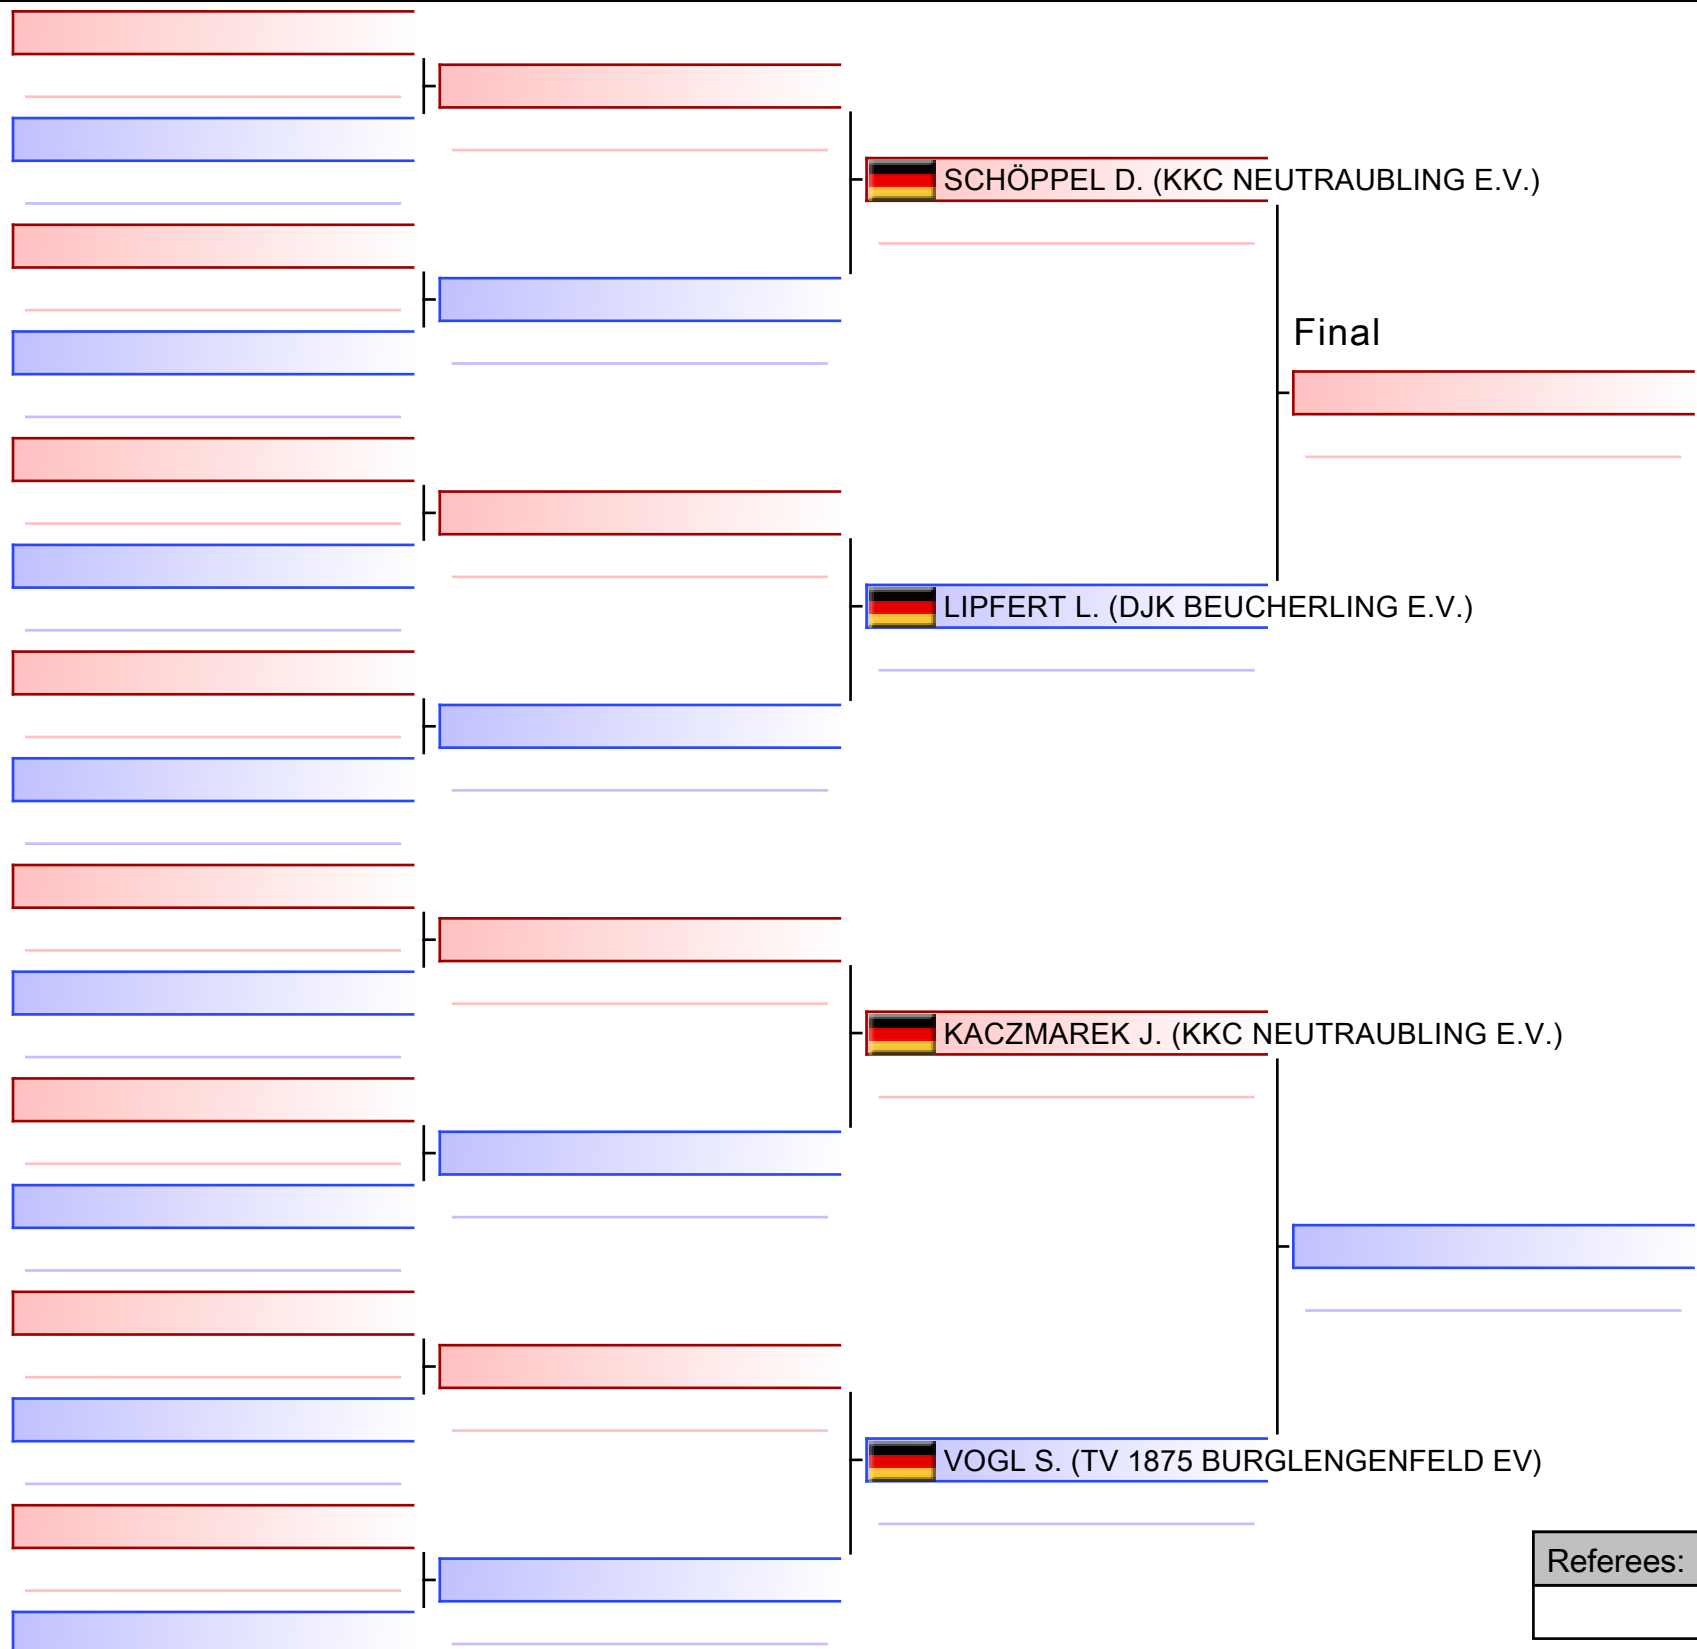 SCHÖPPEL D. (KKC NEUTRAUBLING E.V.)
Final
LIPFERT L. (DJK BEUCHERLING E.V.)
KACZMAREK J. (KKC NEUTRAUBLING E.V.)
VOGL S. (TV 1875 BURGLENGENFELD EV)
Referees: